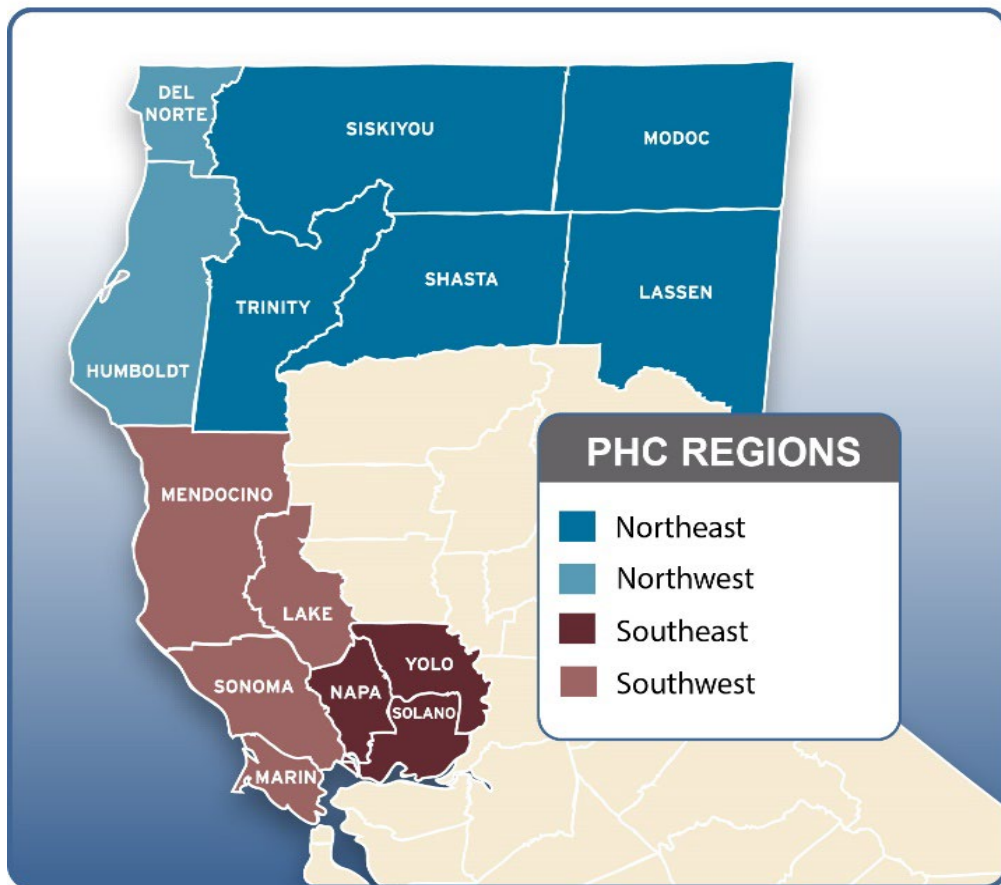 DEL
NORTE
SISKIYOU
MODOC
SHASTA
LASSEN
TRINITY
HUMBOLDT
MENDOCINO
LAKE
SONOMA
NAPA
YOLO
SOLANO
MARIN
PHC REGIONS
Northeast
Northwest
Southeast
Southwest